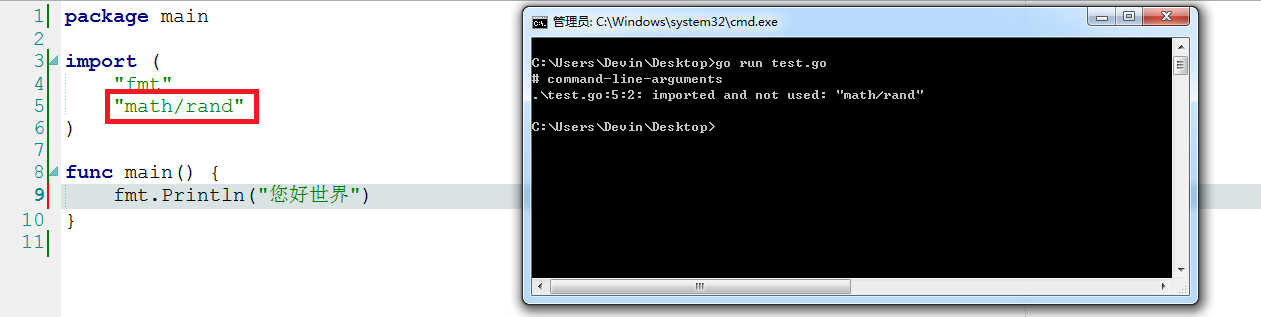 1 package main
2
3 import (
4 "fmt"
5 "math/rand"
6 )
7
8 func main() {
9 fmt.Println("您好世界")
10 }
11
管理员: C:\Windows\system32\cmd.exe
C:\Users\Devin\Desktop>go run test.go
# command-line-arguments
.\test.go:5:2: imported and not used: "math/rand"
C:\Users\Devin\Desktop>